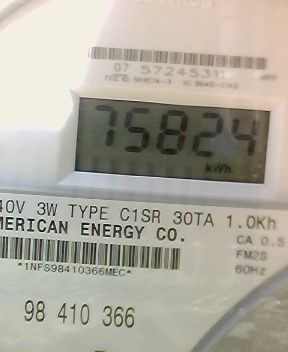 07 5724531
75824
kWh
40V 3W TYPE C1SR 30TA 1.0Kh
MERICAN ENERGY CO.
CA 0.5
FM2S
60Hz
*1NFS98410366MEC*
98 410 366